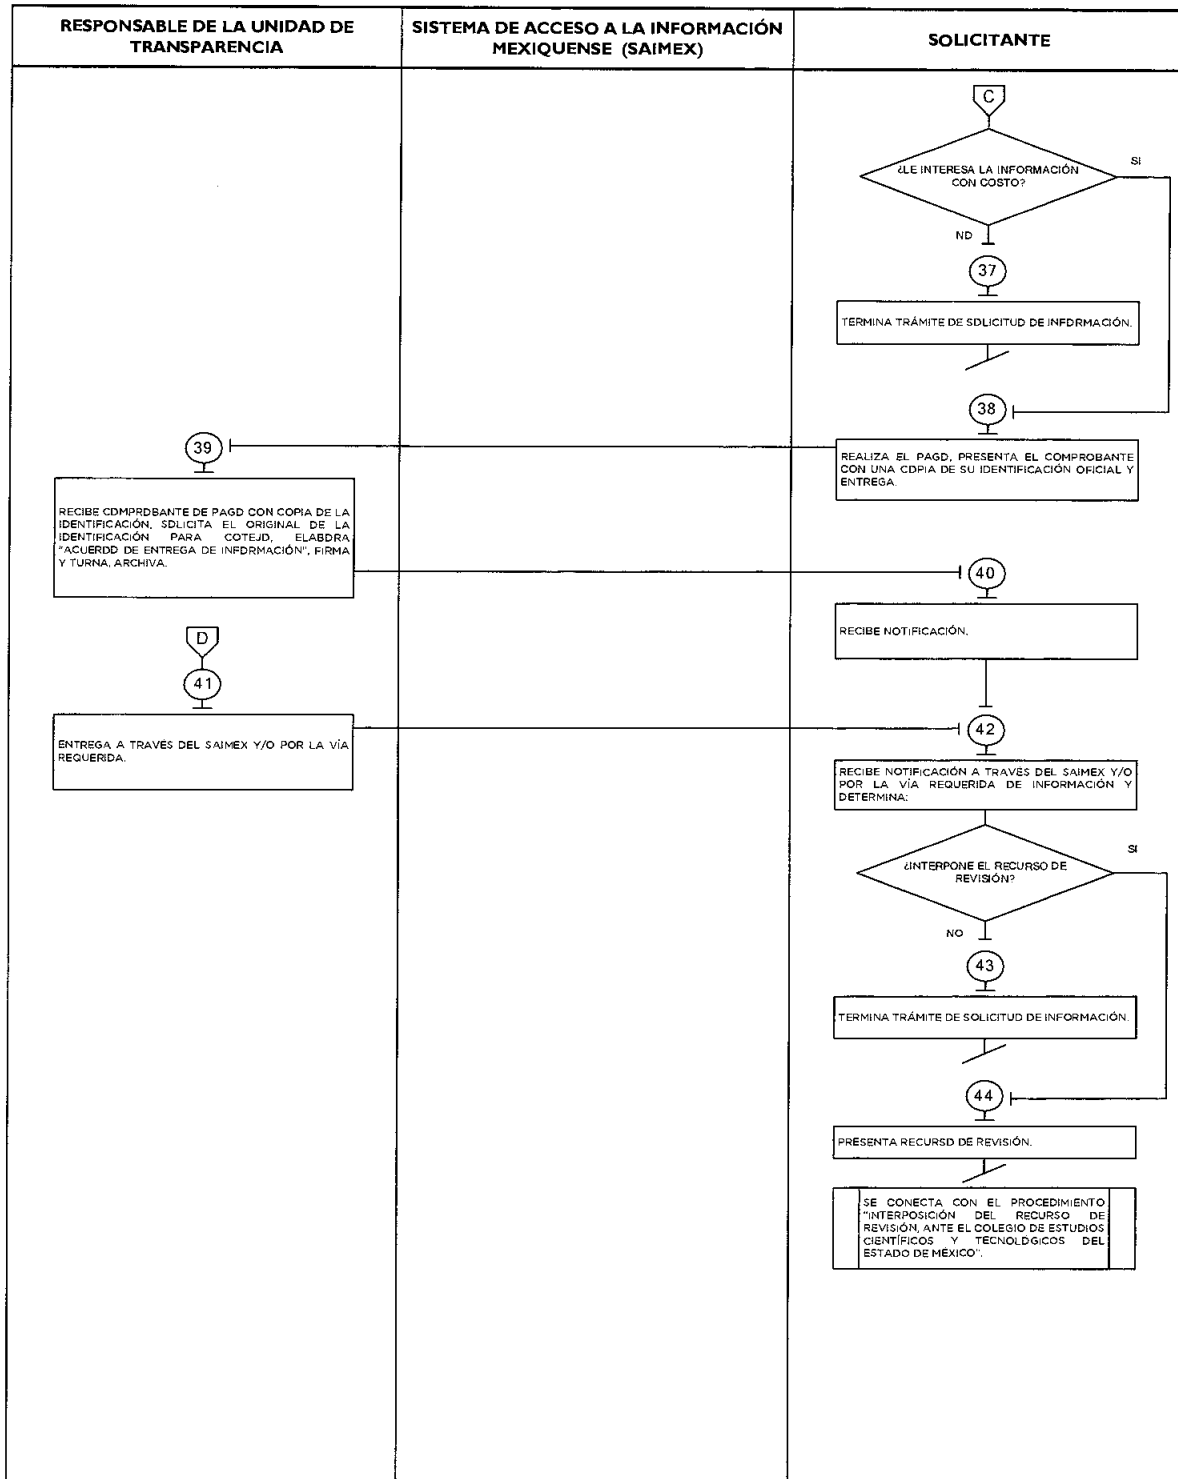 RESPONSABLE DE LA UNIDAD DE
TRANSPARENCIA
SISTEMA DE ACCESO A LA INFORMACIÓN
MEXIQUENSE (SAIMEX)
SOLICITANTE
C
¿LE INTERESA LA INFORMACIÓN
CON COSTO?
SI
ND
37
TERMINA TRÁMITE DE SDLICITUD DE INFDRMACIÓN.
38
REALIZA EL PAGD, PRESENTA EL COMPROBANTE
CON UNA CDPIA DE SU IDENTIFICACIÓN OFICIAL Y
ENTREGA.
39
RECIBE CDMPRDBANTE DE PAGD CON COPIA DE LA
IDENTIFICACIÓN, SDLICITA EL ORIGINAL DE LA
IDENTIFICACIÓN PARA COTEJD, ELABDRA
"ACUERDD DE ENTREGA DE INFDRMACIÓN", FIRMA
Y TURNA, ARCHIVA.
40
RECIBE NOTIFICACIÓN.
D
41
ENTREGA A TRAVÉS DEL SAIMEX Y/O POR LA VÍA
REQUERIDA.
42
RECIBE NOTIFICACIÓN A TRAVÉS DEL SAIMEX Y/O
POR LA VÍA REQUERIDA DE INFORMACIÓN Y
DETERMINA:
¿INTERPONE EL RECURSO DE
REVISIÓN?
SI
NO
43
TERMINA TRÁMITE DE SOLICITUD DE INFORMACIÓN.
44
PRESENTA RECURSD DE REVISIÓN.
SE CONECTA CON EL PROCEDIMIENTO
"INTERPOSICIÓN DEL RECURSO DE
REVISIÓN, ANTE EL COLEGIO DE ESTUDIOS
CIENTÍFICOS Y TECNOLDGICOS DEL
ESTADO DE MÉXICO".